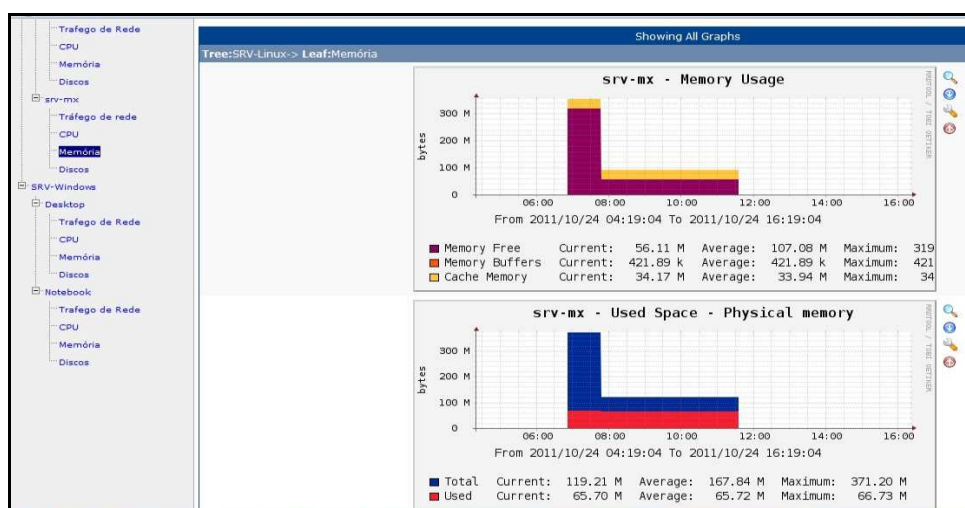 Trafego de Rede
CPU
Memória
Discos
srv-mx
Tráfego de rede
CPU
Memória
Discos
SRV-Windows
Desktop
Trafego de Rede
CPU
Memória
Discos
Notebook
Trafego de Rede
CPU
Memória
Discos
Showing All Graphs
Tree:SRV-Linux-> Leaf:Memória
srv-mx - Memory Usage
RRDTOOL / TOBI OETIKER
bytes
300 M
200 M
100 M
0
06:00 08:00 10:00 12:00 14:00 16:00
From 2011/10/24 04:19:04 To 2011/10/24 16:19:04
Memory Free Current: 56.11 M Average: 107.08 M Maximum: 319
Memory Buffers Current: 421.89 k Average: 421.89 k Maximum: 421
Cache Memory Current: 34.17 M Average: 33.94 M Maximum: 34
srv-mx - Used Space - Physical memory
RRDTOOL / TOBI OETIKER
bytes
300 M
200 M
100 M
0
06:00 08:00 10:00 12:00 14:00 16:00
From 2011/10/24 04:19:04 To 2011/10/24 16:19:04
Total Current: 119.21 M Average: 167.84 M Maximum: 371.20 M
Used Current: 65.70 M Average: 65.72 M Maximum: 66.73 M